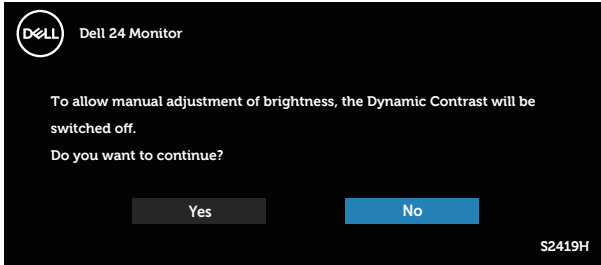 DELL
Dell 24 Monitor
To allow manual adjustment of brightness, the Dynamic Contrast will be
switched off.
Do you want to continue?
Yes
No
S2419H